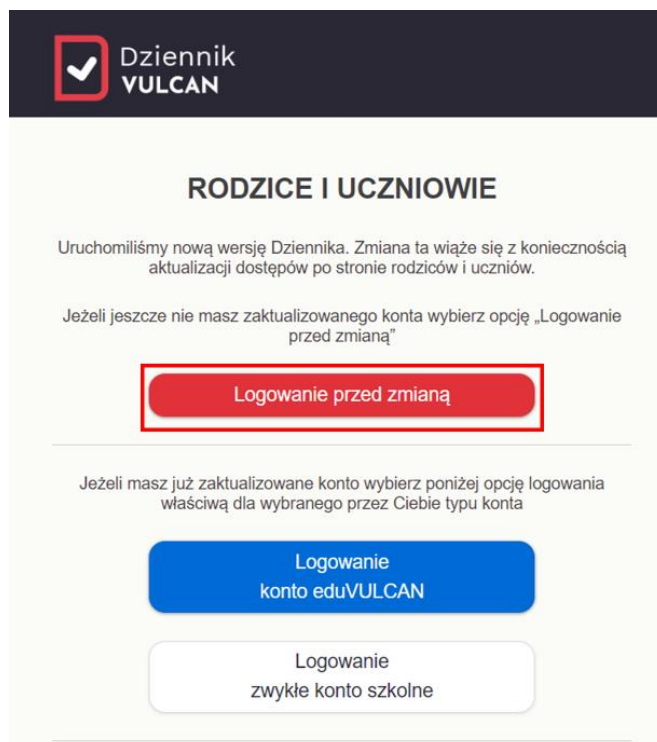 Dziennik
VULCAN
RODZICE I UCZNIOWIE
Uruchomiliśmy nową wersję Dziennika. Zmiana ta wiąże się z koniecznością
aktualizacji dostępów po stronie rodziców i uczniów.
Jeżeli jeszcze nie masz zaktualizowanego konta wybierz opcję „Logowanie
przed zmianą”
Logowanie przed zmianą
Jeżeli masz już zaktualizowane konto wybierz poniżej opcję logowania
właściwą dla wybranego przez Ciebie typu konta
Logowanie
konto eduVULCAN
Logowanie
zwykłe konto szkolne